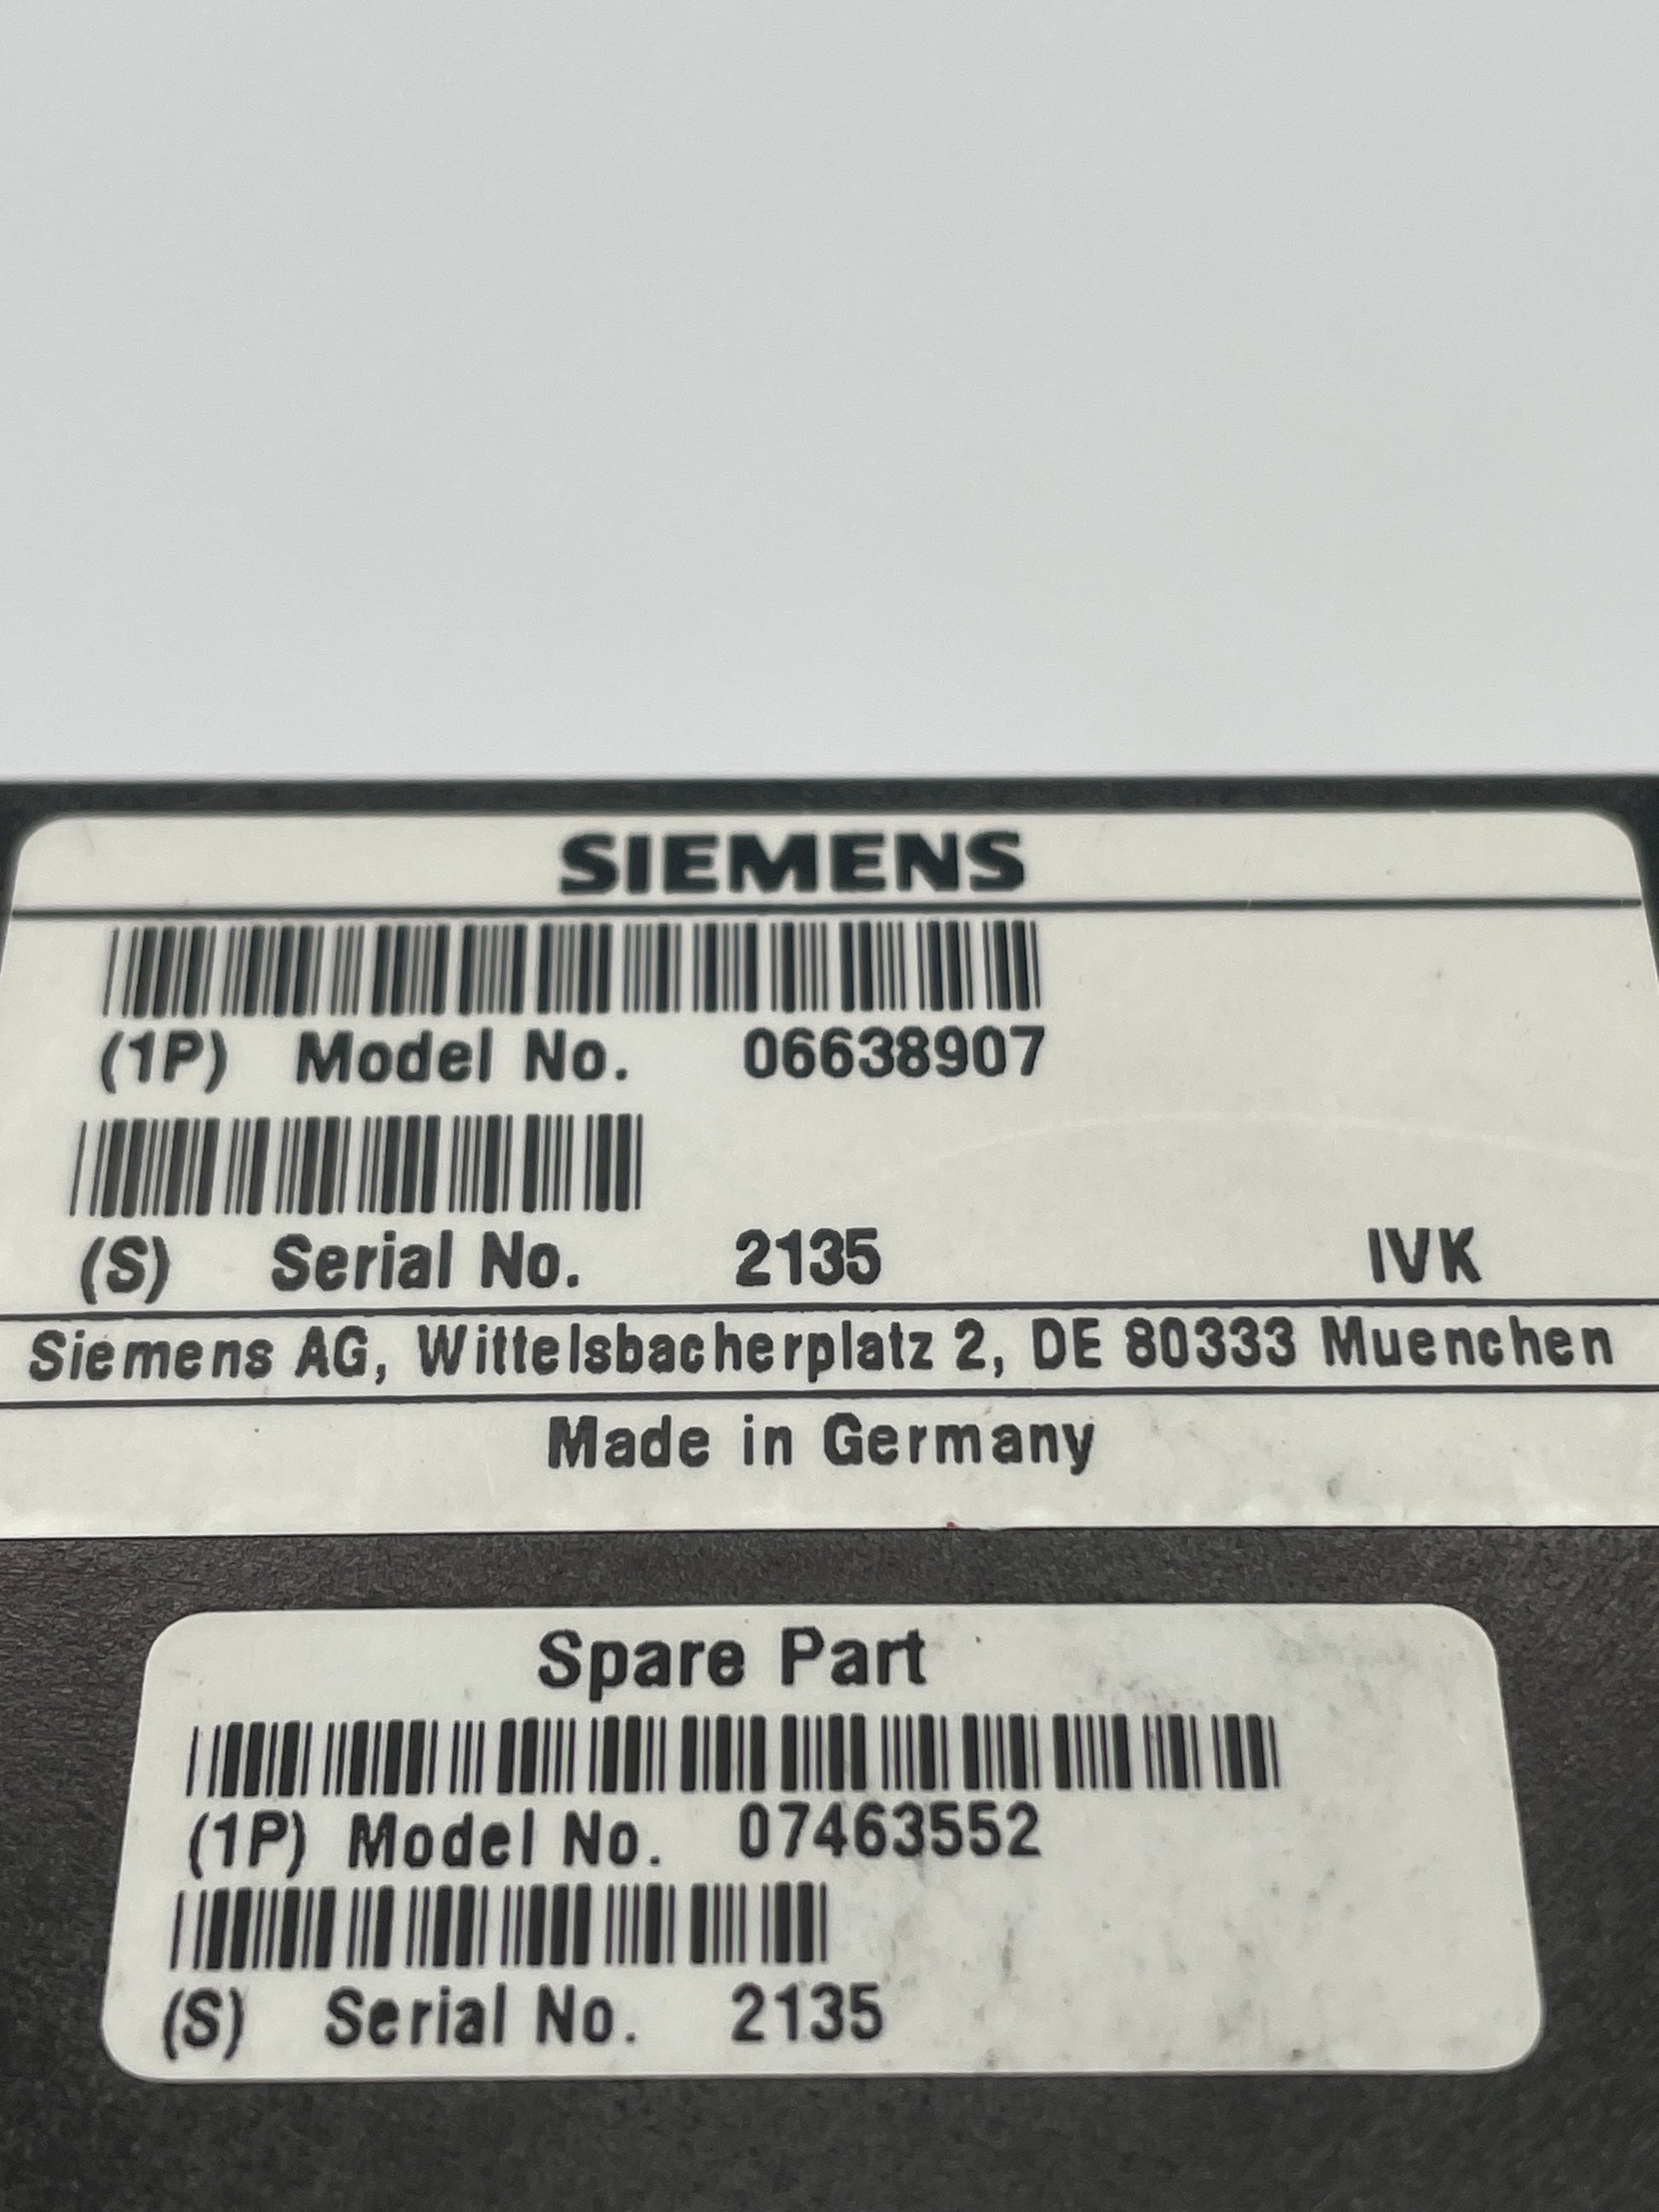 SIEMENS
(1P) Model No. 06638907
(S) Serial No. 2135 IVK
Siemens AG, Wittelsbacherplatz 2, DE 80333 Muenchen
Made in Germany
Spare Part
(1P) Model No. 07463552
(S) Serial No. 2135